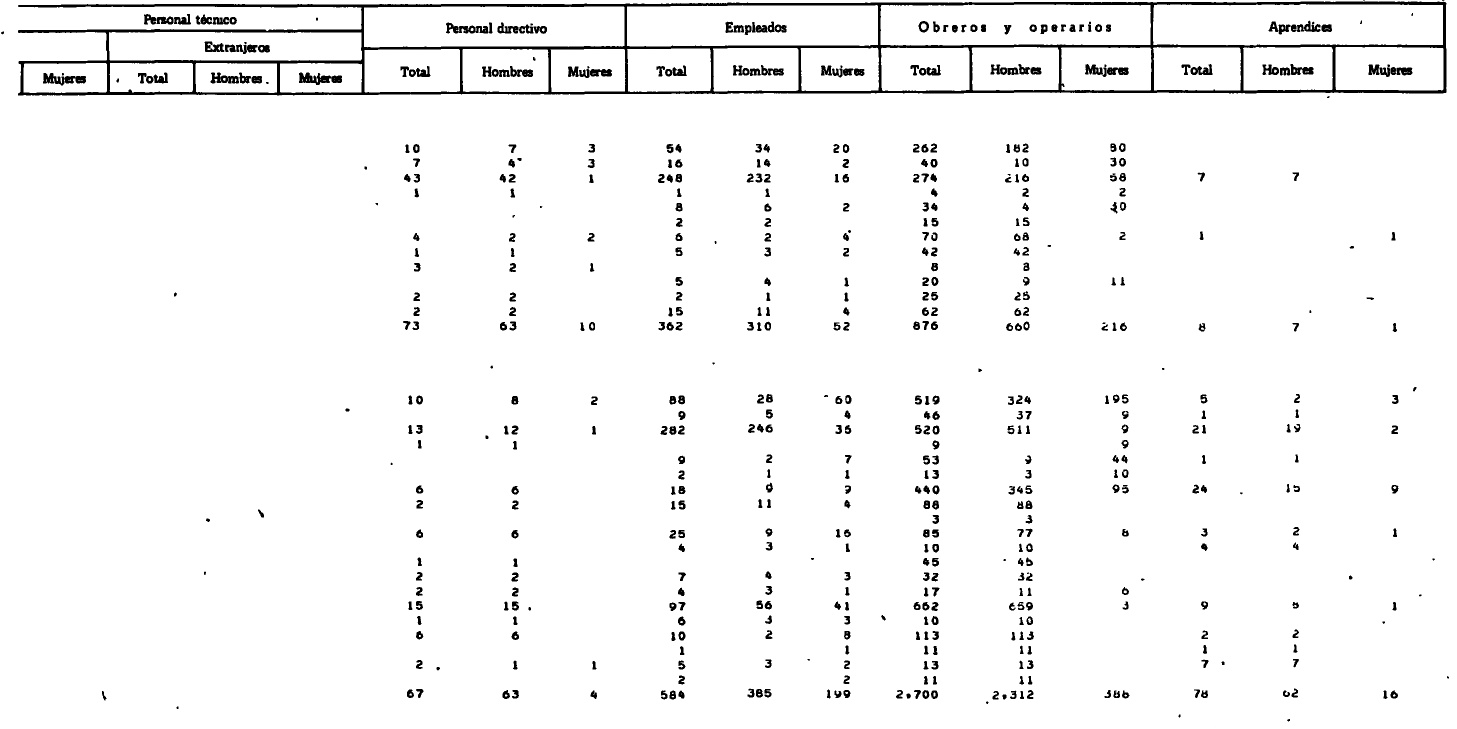 Personal técnico Personal directivo Empleados Obreros y operarios Aprendices
Extranjeros
Mujeres Total Hombres Mujeres Total Hombres Mujeres Total Hombres Mujeres Total Hombres Mujeres Total Hombres Mujeres
10 7 3 54 34 20 262 182 80
7 4 3 16 14 2 40 10 30
43 42 1 248 232 16 274 216 58 7 7
1 1 1 1 4 2 2
8 6 2 34 4 30
2 2 15 15
4 2 2 6 2 4 70 68 2 1 1
1 1 5 3 2 42 42
3 2 1 8 8
5 4 1 20 9 11
2 2 2 1 1 25 25
2 2 15 11 4 62 62
73 63 10 362 310 52 876 660 216 8 7 1
10 8 2 88 28 60 519 324 195 5 2 3
9 5 4 46 37 9 1 1
13 12 1 282 246 36 520 511 9 21 19 2
1 1 9 9
9 2 7 53 9 44 1 1
2 1 1 13 3 10
6 6 18 9 9 440 345 95 24 15 9
2 2 15 11 4 88 88
3 3
6 6 25 9 16 85 77 8 3 2 1
4 3 1 10 10 4 4
1 1 45 45
2 2 7 4 3 32 32
2 2 4 3 1 17 11 6
15 15 97 56 41 662 659 3 9 8 1
1 1 6 3 3 10 10
6 6 10 2 8 113 113 2 2
1 1 11 11 1 1
2 1 1 5 3 2 13 13 7 7
2 2 11 11
67 63 4 584 385 199 2.700 2.312 388 78 62 16